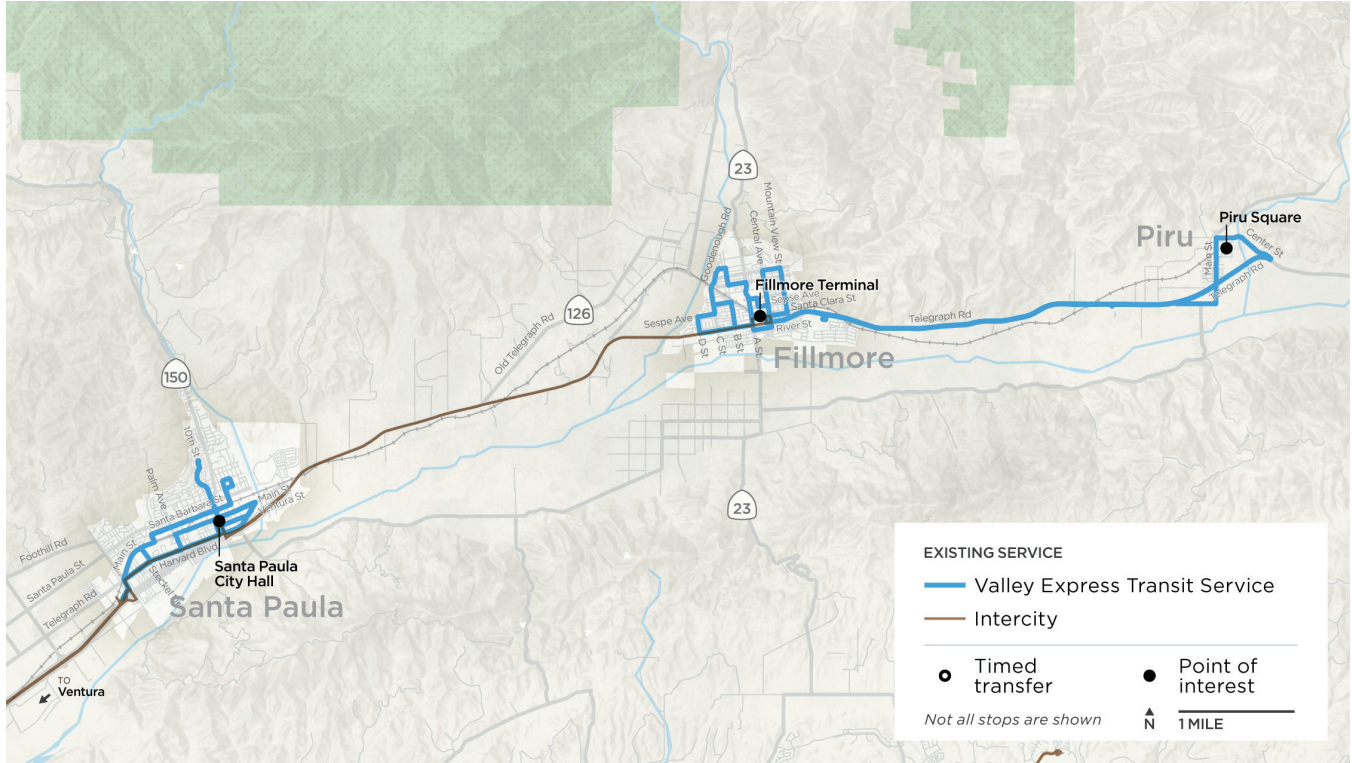 23
Mountain View St
Central Ave
Goodenough Rd
Piru Square
Piru
Main St
Center St
Telegraph Rd
Fillmore Terminal
Sespe Ave
Santa Clara St
Sespe Ave
River St
Telegraph Rd
D St
C St
B St
A St
Fillmore
126
Old Telegraph Rd
150
10th St
Palm Ave
Santa Barbara St
Main St
Ventura St
23
Foothill Rd
Main St
Harvard Blvd
Santa Paula St
Santa Paula
City Hall
Telegraph Rd
Santa Paula
TO
Ventura
EXISTING SERVICE
Valley Express Transit Service
Intercity
Timed
transfer
Point of
interest
Not all stops are shown
N
1 MILE